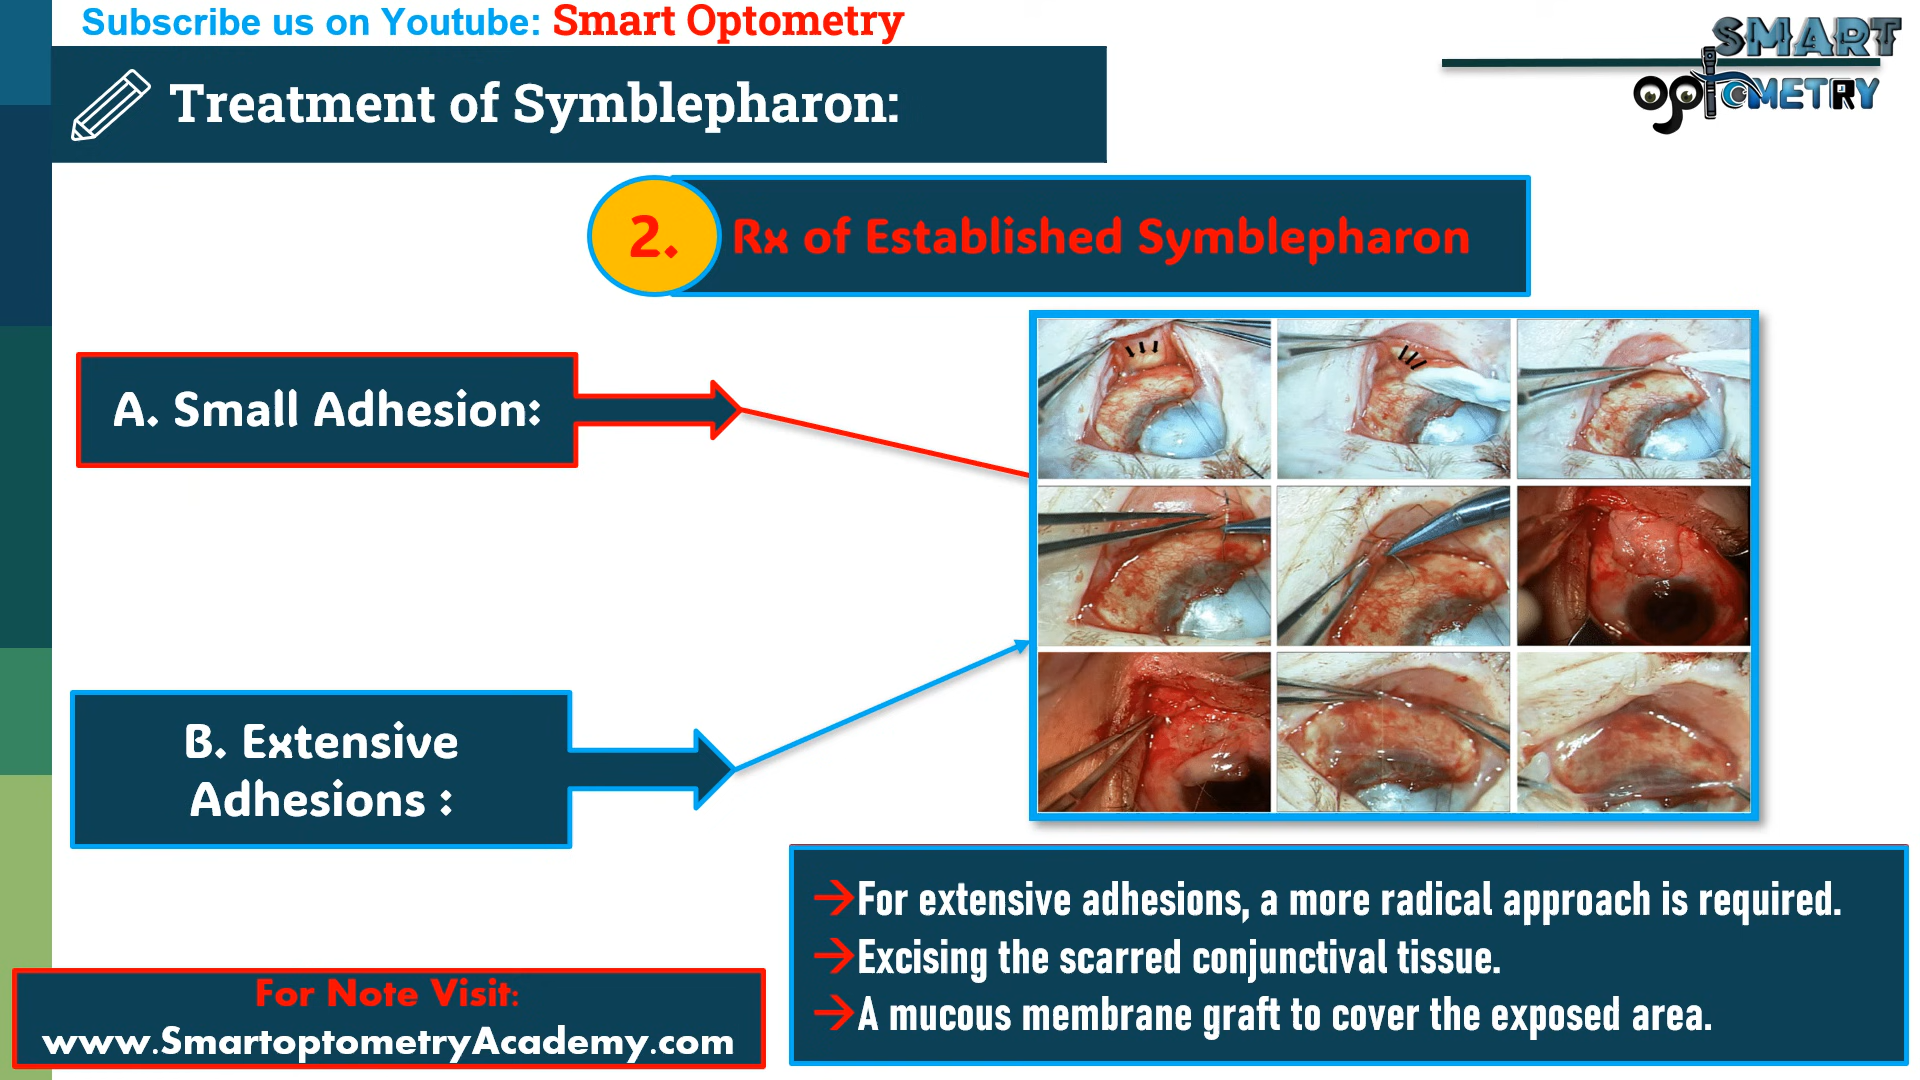 Subscribe us on Youtube: Smart Optometry
SMART
OptOMETRY
Treatment of Symblepharon:
2.
Rx of Established Symblepharon
A. Small Adhesion:
B. Extensive
Adhesions :
→For extensive adhesions, a more radical approach is required.
→Excising the scarred conjunctival tissue.
→A mucous membrane graft to cover the exposed area.
For Note Visit:
www.SmartoptometryAcademy.com